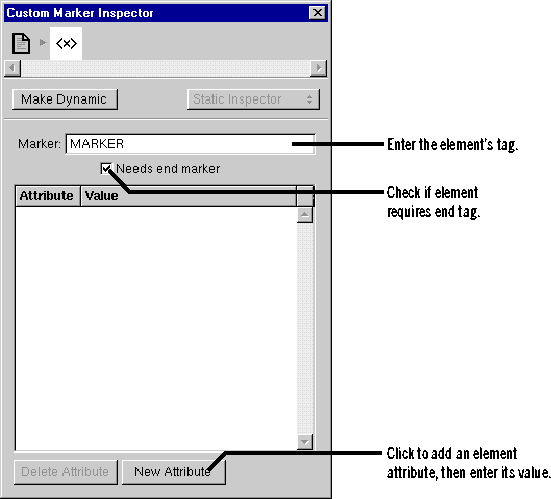 Custom Marker Inspector
<x>
Make Dynamic
Static Inspector
Marker: MARKER
Enter the element's tag.
Needs end marker
Check if element
requires end tag.
Attribute Value
Click to add an element
attribute, then enter its value.
Delete Attribute
New Attribute